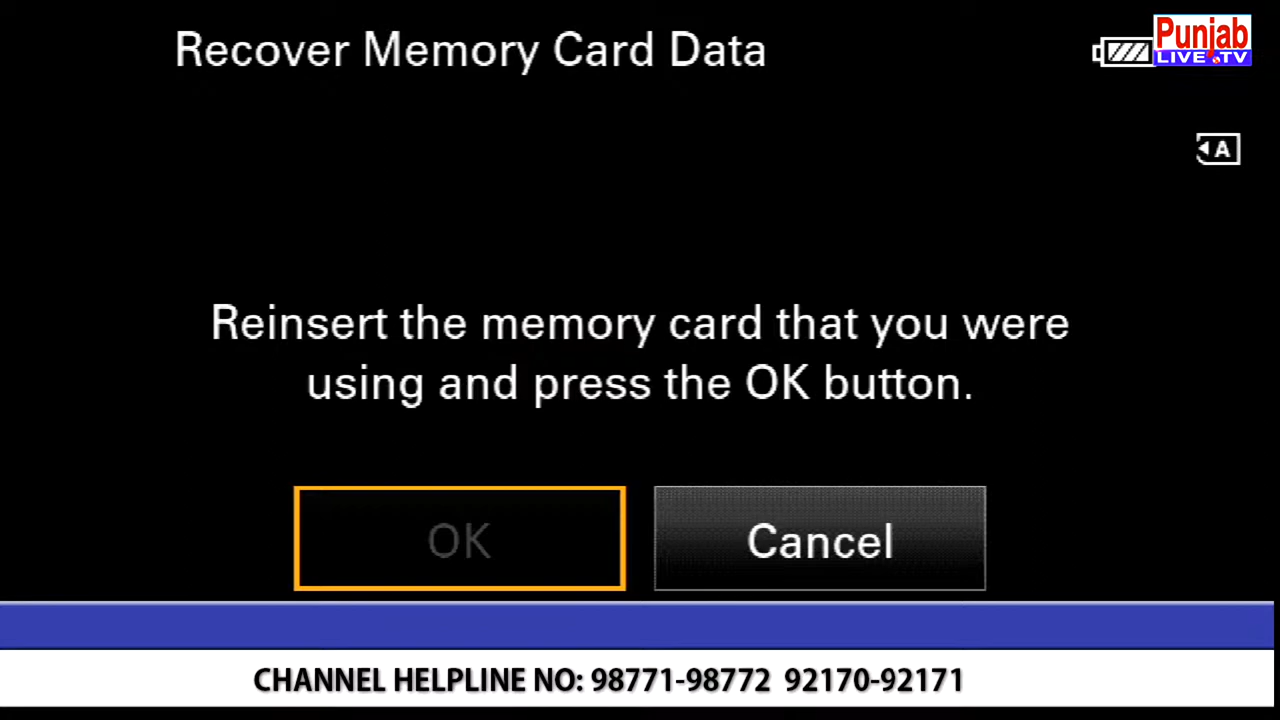 Recover Memory Card Data
Punjab
LIVE.TV
A
Reinsert the memory card that you were
using and press the OK button.
OK
Cancel
CHANNEL HELPLINE NO: 98771-98772 92170-92171